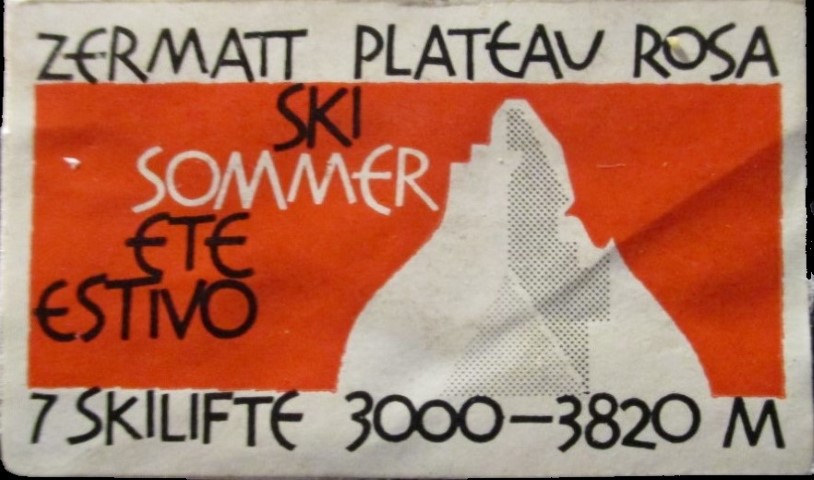 ZERMATT PLATEAU ROSA
SKI
SOMMER
ETE
ESTIVO
7 SKILIFTE 3000-3820 M